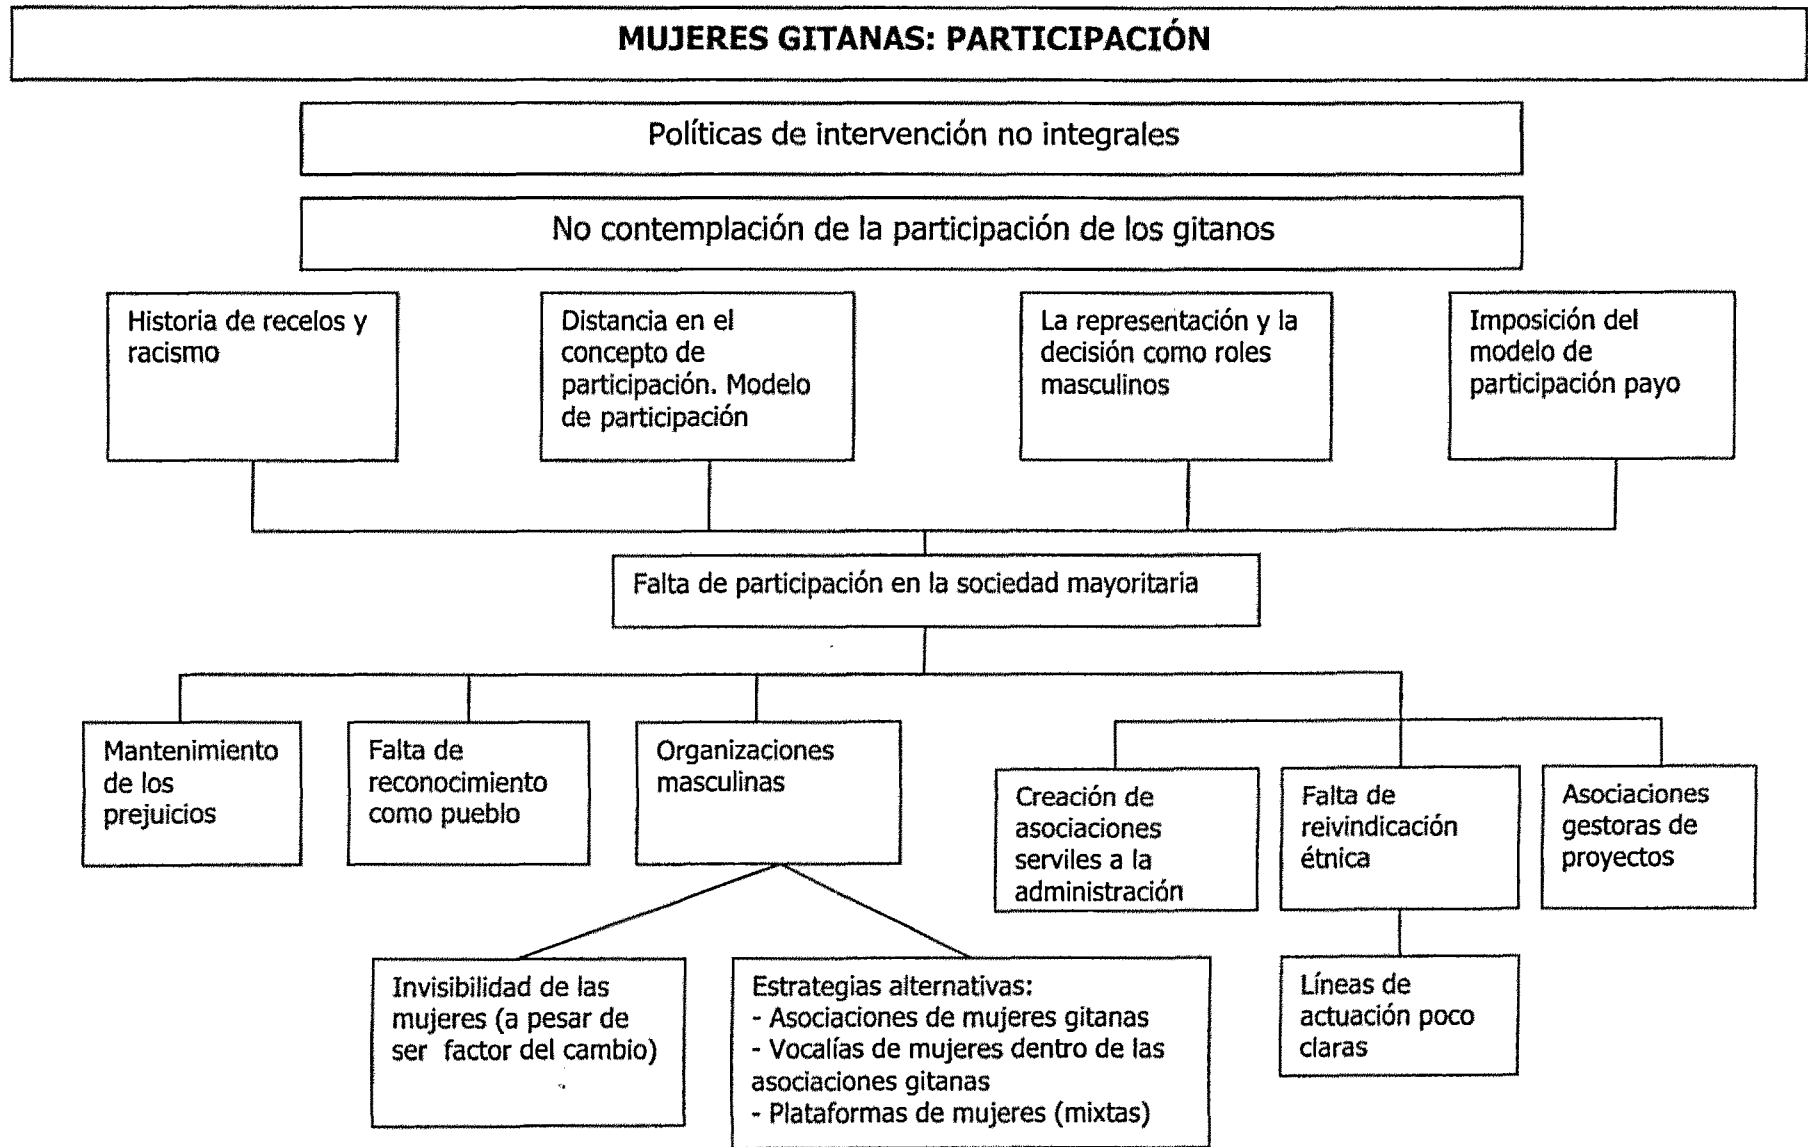 MUJERES GITANAS: PARTICIPACIÓN
Políticas de intervención no integrales
No contemplación de la participación de los gitanos
Historia de recelos y
racismo
Distancia en el
concepto de
participación. Modelo
de participación
La representación y la
decisión como roles
masculinos
Imposición del
modelo de
participación payo
Falta de participación en la sociedad mayoritaria
Mantenimiento
de los
prejuicios
Falta de
reconocimiento
como pueblo
Organizaciones
masculinas
Creación de
asociaciones
serviles a la
administración
Falta de
reivindicación
étnica
Asociaciones
gestoras de
proyectos
Invisibilidad de las
mujeres (a pesar de
ser factor del cambio)
Estrategias alternativas:
- Asociaciones de mujeres gitanas
- Vocalías de mujeres dentro de las
asociaciones gitanas
- Plataformas de mujeres (mixtas)
Líneas de
actuación poco
claras